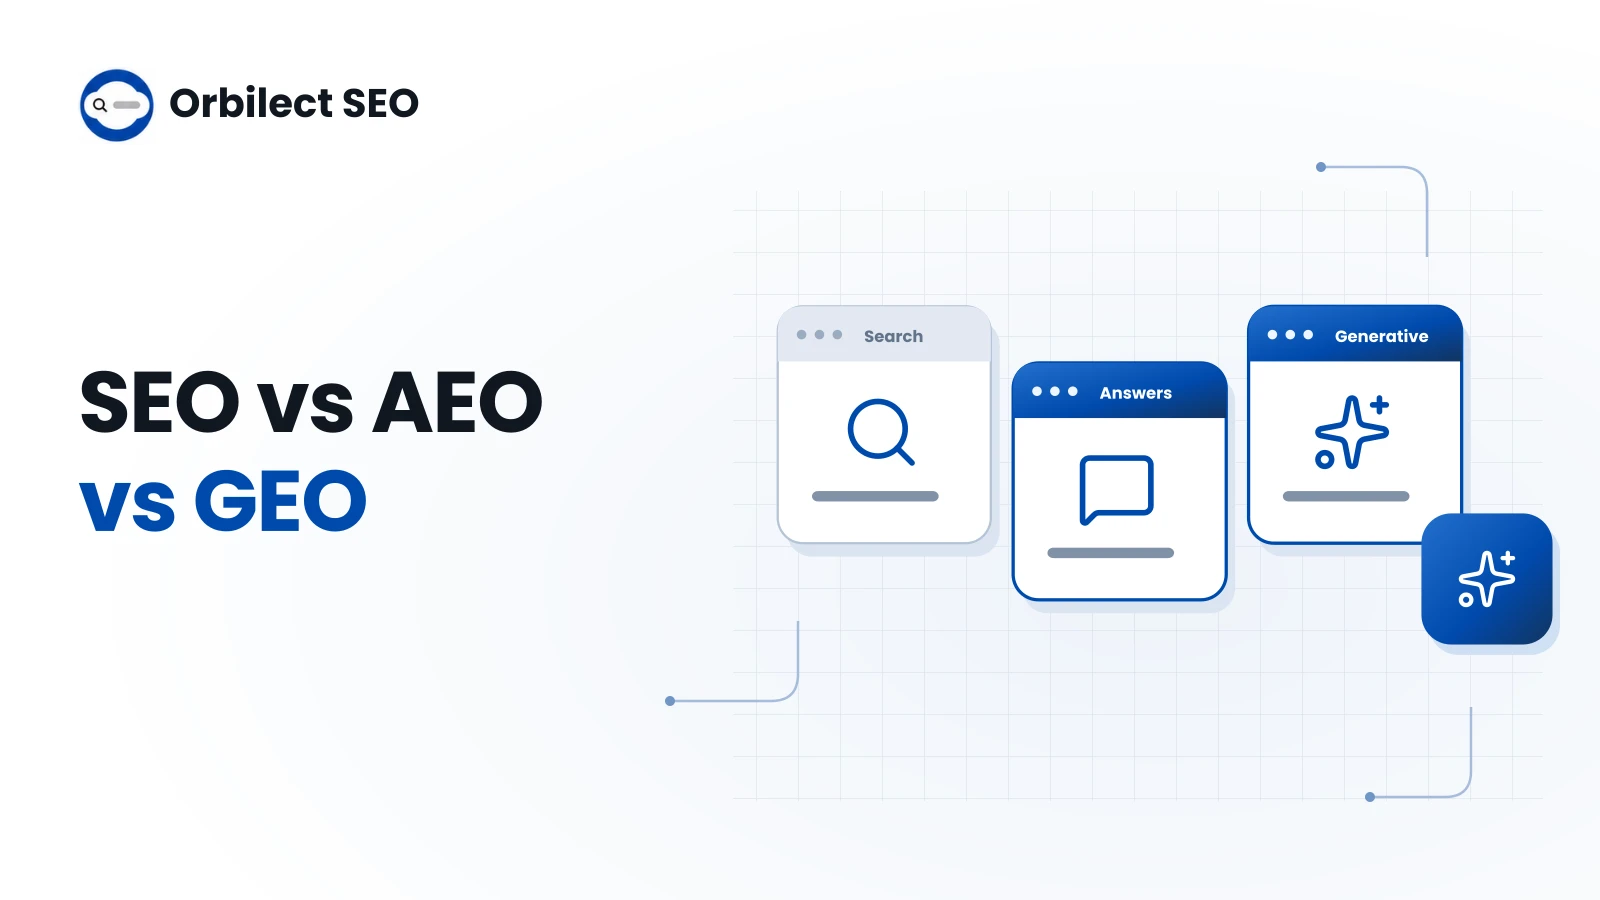 Orbilect SEO
SEO vs AEO
vs GEO
Search
Answers
Generative